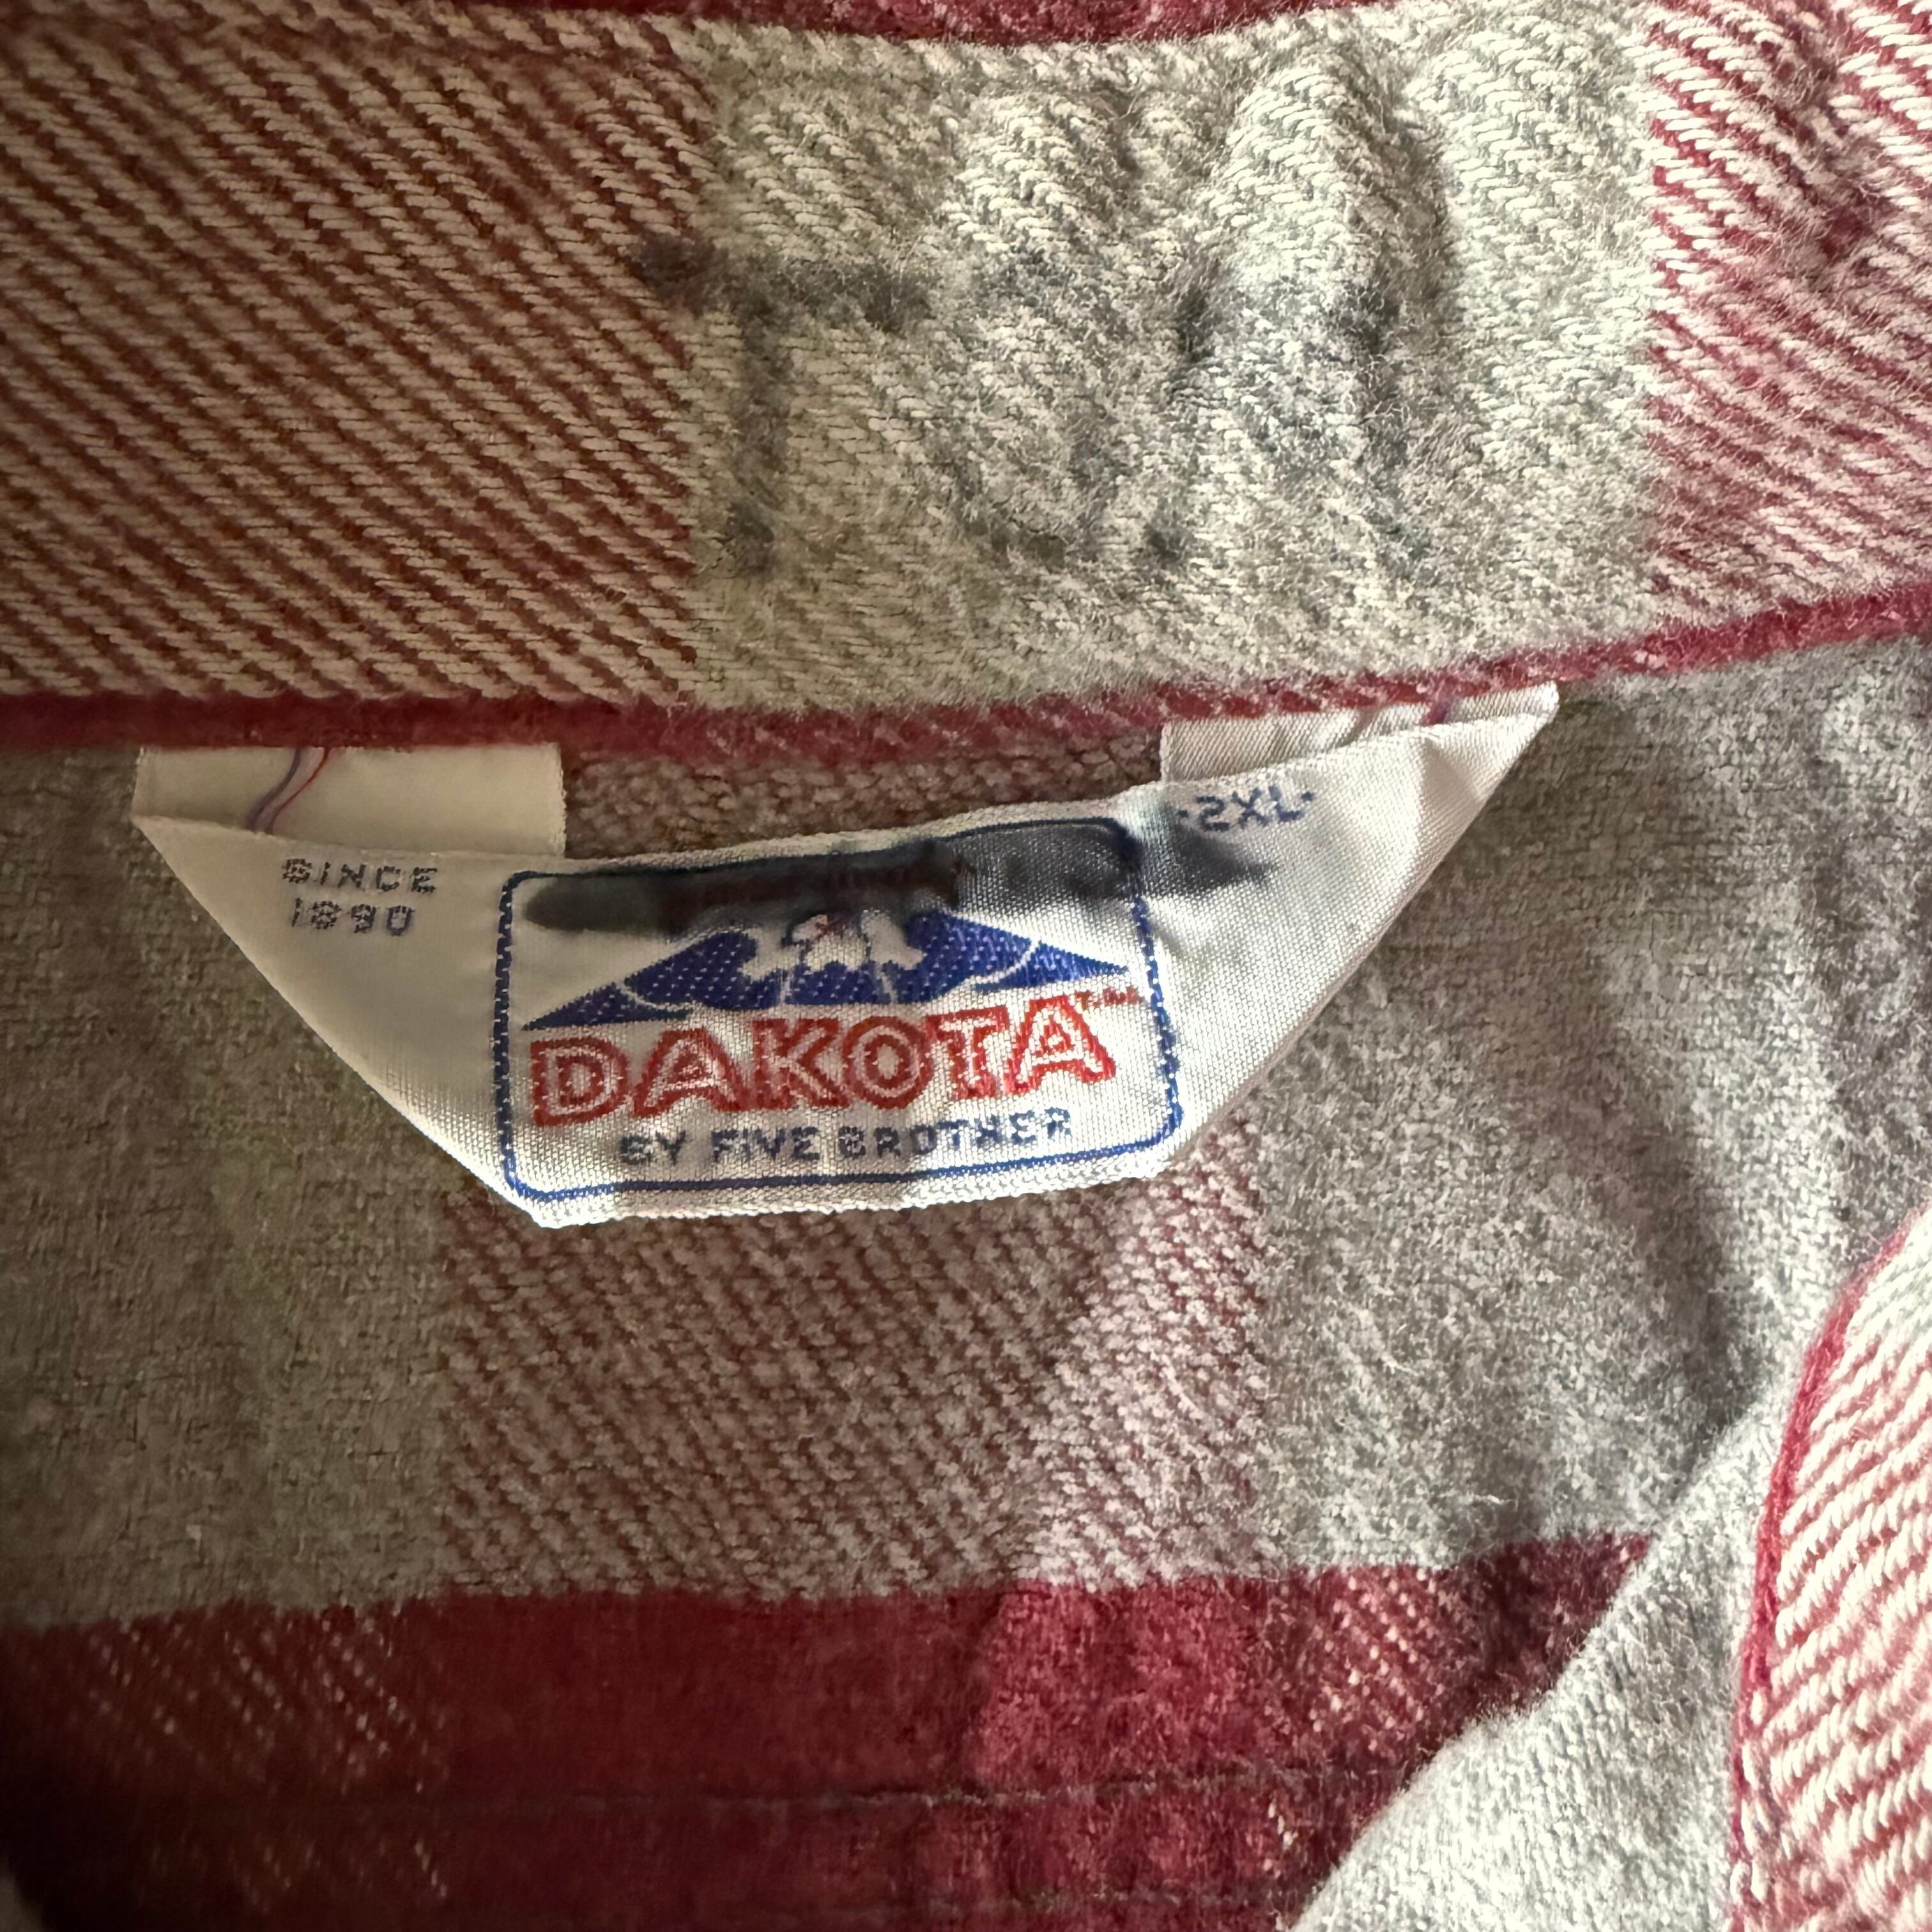 SINCE
1890
·2XL·
DAKOTA
BY FIVE BROTHER